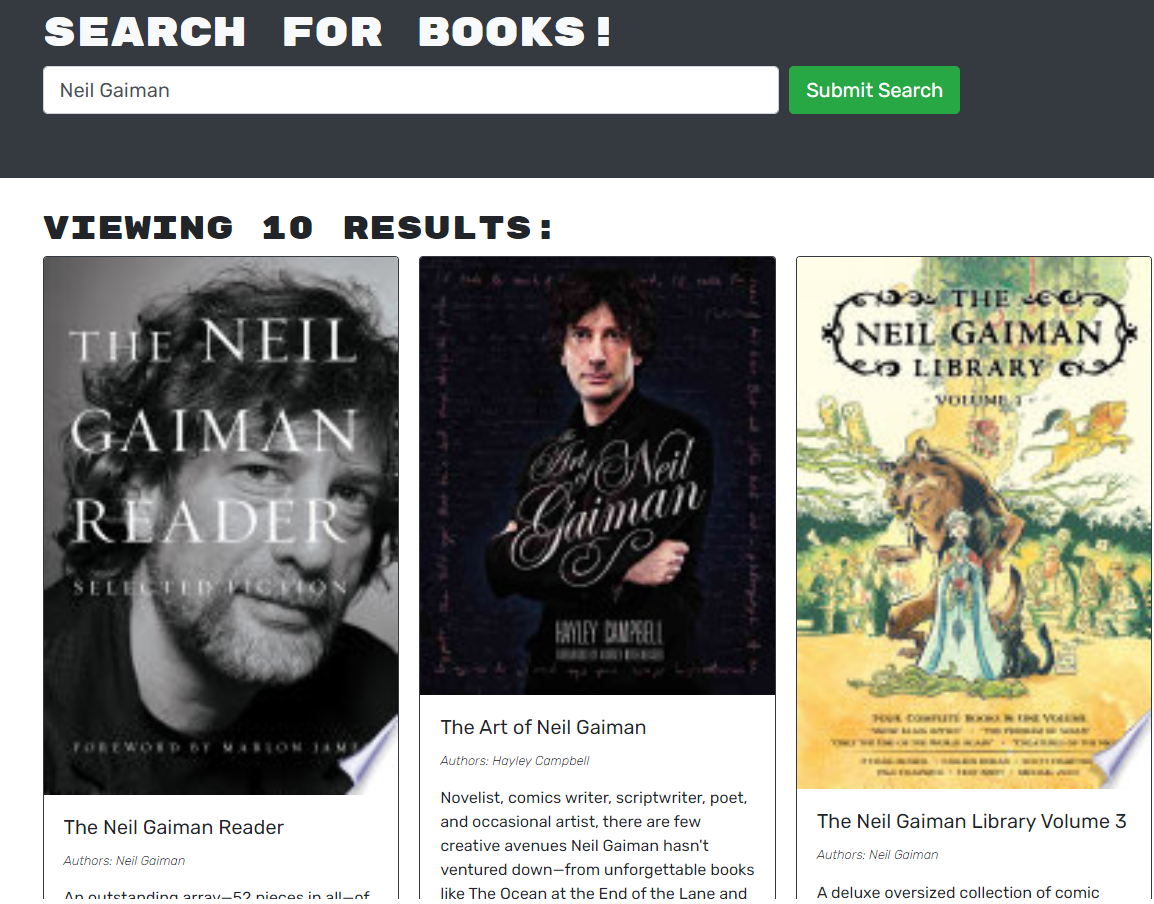 SEARCH FOR BOOKS!
Neil Gaiman
Submit Search
VIEWING 10 RESULTS:
THE NEIL
GAIMAN
READER
SELECTED FICTION
FOREWORD BY MARLON JAMES
The Neil Gaiman Reader
Authors: Neil Gaiman
An outstanding array—52 pieces in all—of
The
Art
of Neil
Gaiman
HAYLEY CAMPBELL
The Art of Neil Gaiman
Authors: Hayley Campbell
Novelist, comics writer, scriptwriter, poet,
and occasional artist, there are few
creative avenues Neil Gaiman hasn't
ventured down—from unforgettable books
like The Ocean at the End of the Lane and
THE
NEIL GAIMAN
LIBRARY
VOLUME
FOUR COMPLETE BOOKS IN ONE VOLUME
The Neil Gaiman Library Volume 3
Authors: Neil Gaiman
A deluxe oversized collection of comic